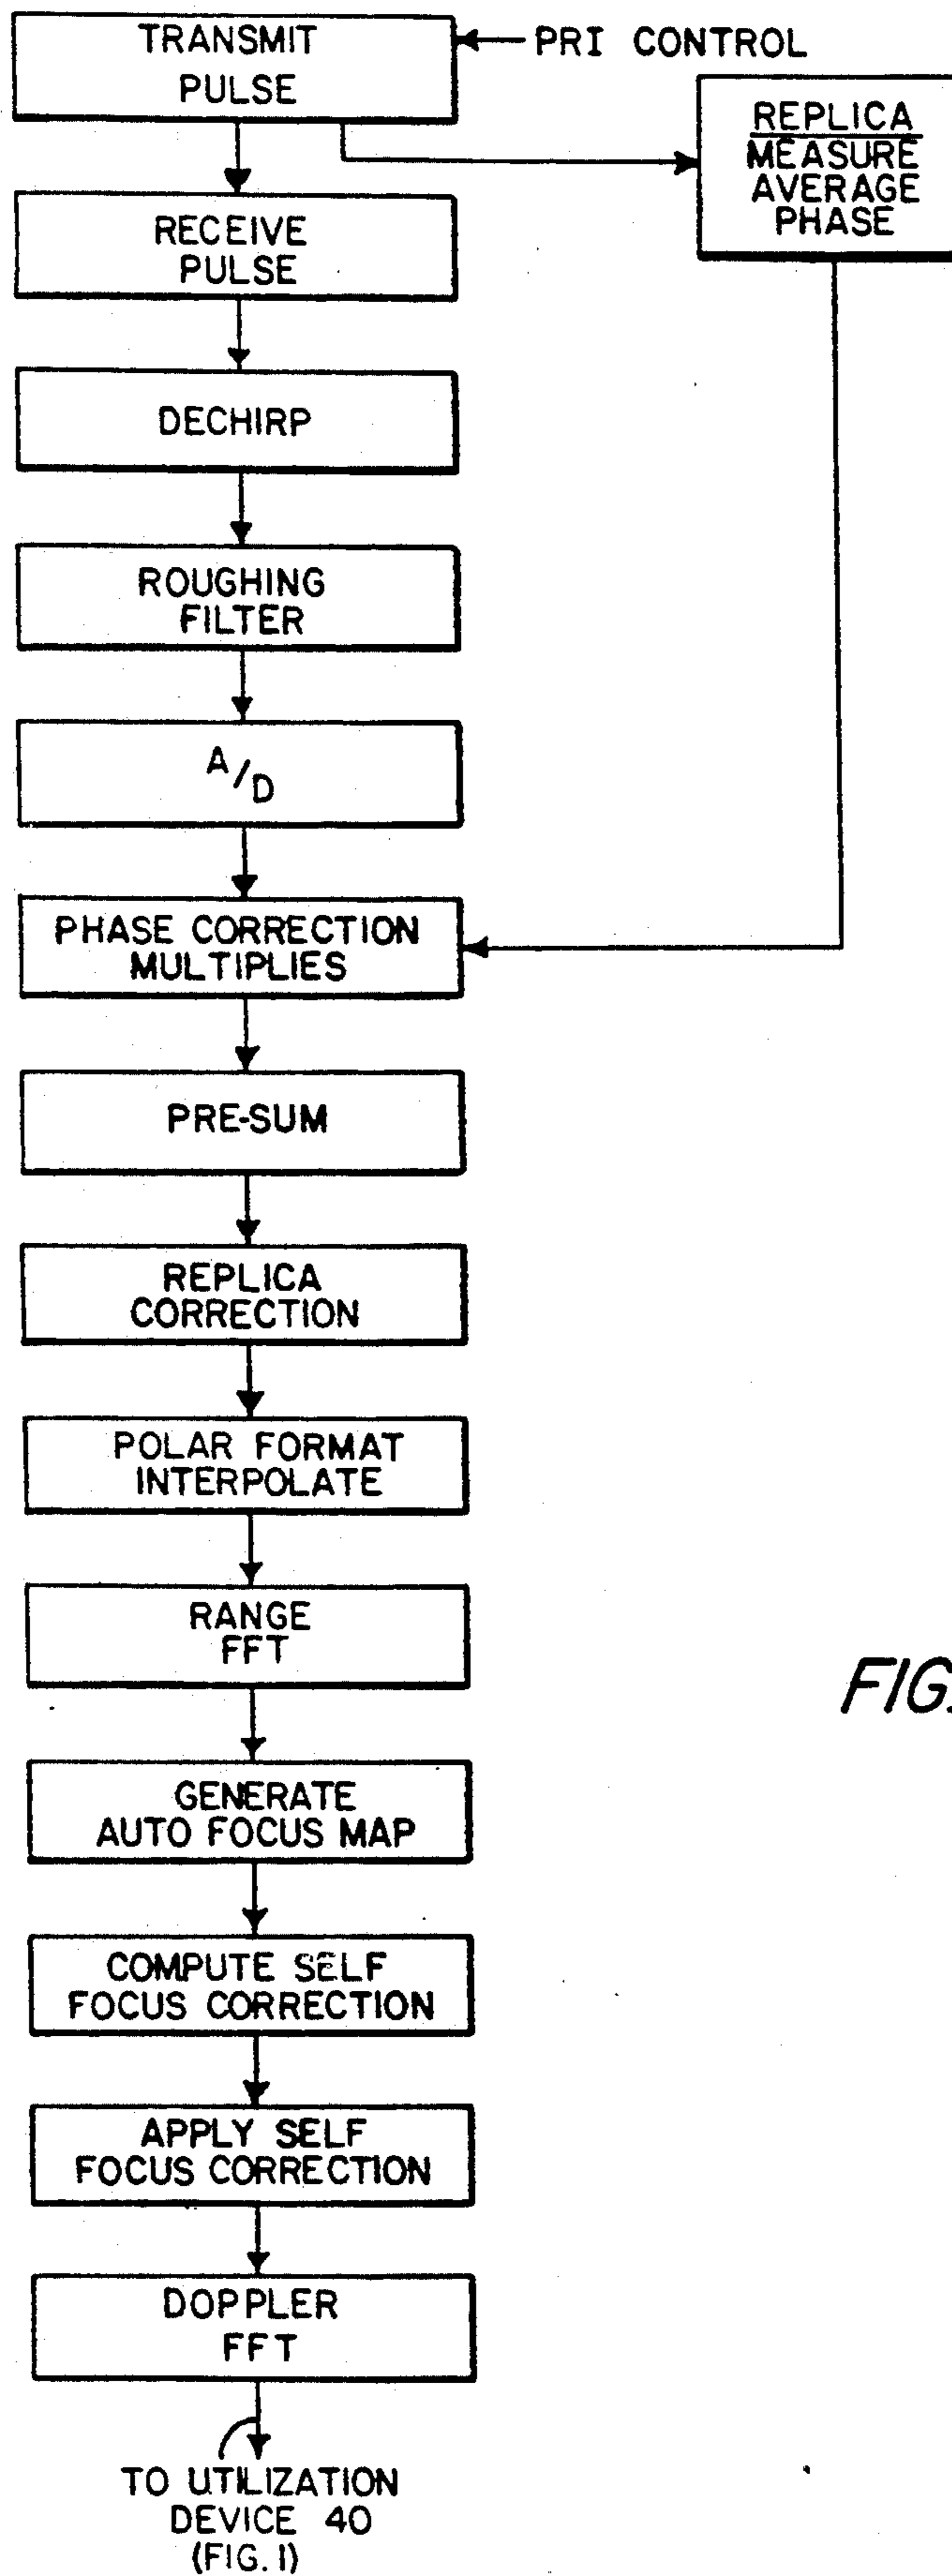 TRANSMIT
PULSE
PRI CONTROL
REPLICA
MEASURE
AVERAGE
PHASE
RECEIVE
PULSE
DECHIRP
ROUGHING
FILTER
A/D
PHASE CORRECTION
MULTIPLIES
PRE-SUM
REPLICA
CORRECTION
POLAR FORMAT
INTERPOLATE
RANGE
FFT
FIG.
GENERATE
AUTO FOCUS MAP
COMPUTE SELF
FOCUS CORRECTION
APPLY SELF
FOCUS CORRECTION
DOPPLER
FFT
TO UTILIZATION
DEVICE 40
(FIG. 1)